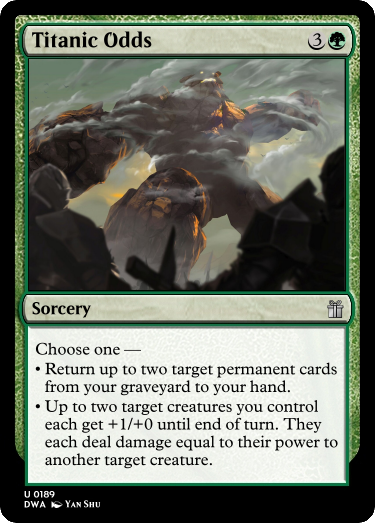 Titanic Odds 3
Sorcery
Choose one —
• Return up to two target permanent cards
from your graveyard to your hand.
• Up to two target creatures you control
each get +1/+0 until end of turn. They
each deal damage equal to their power to
another target creature.
U 0189
DWA Yan Shu